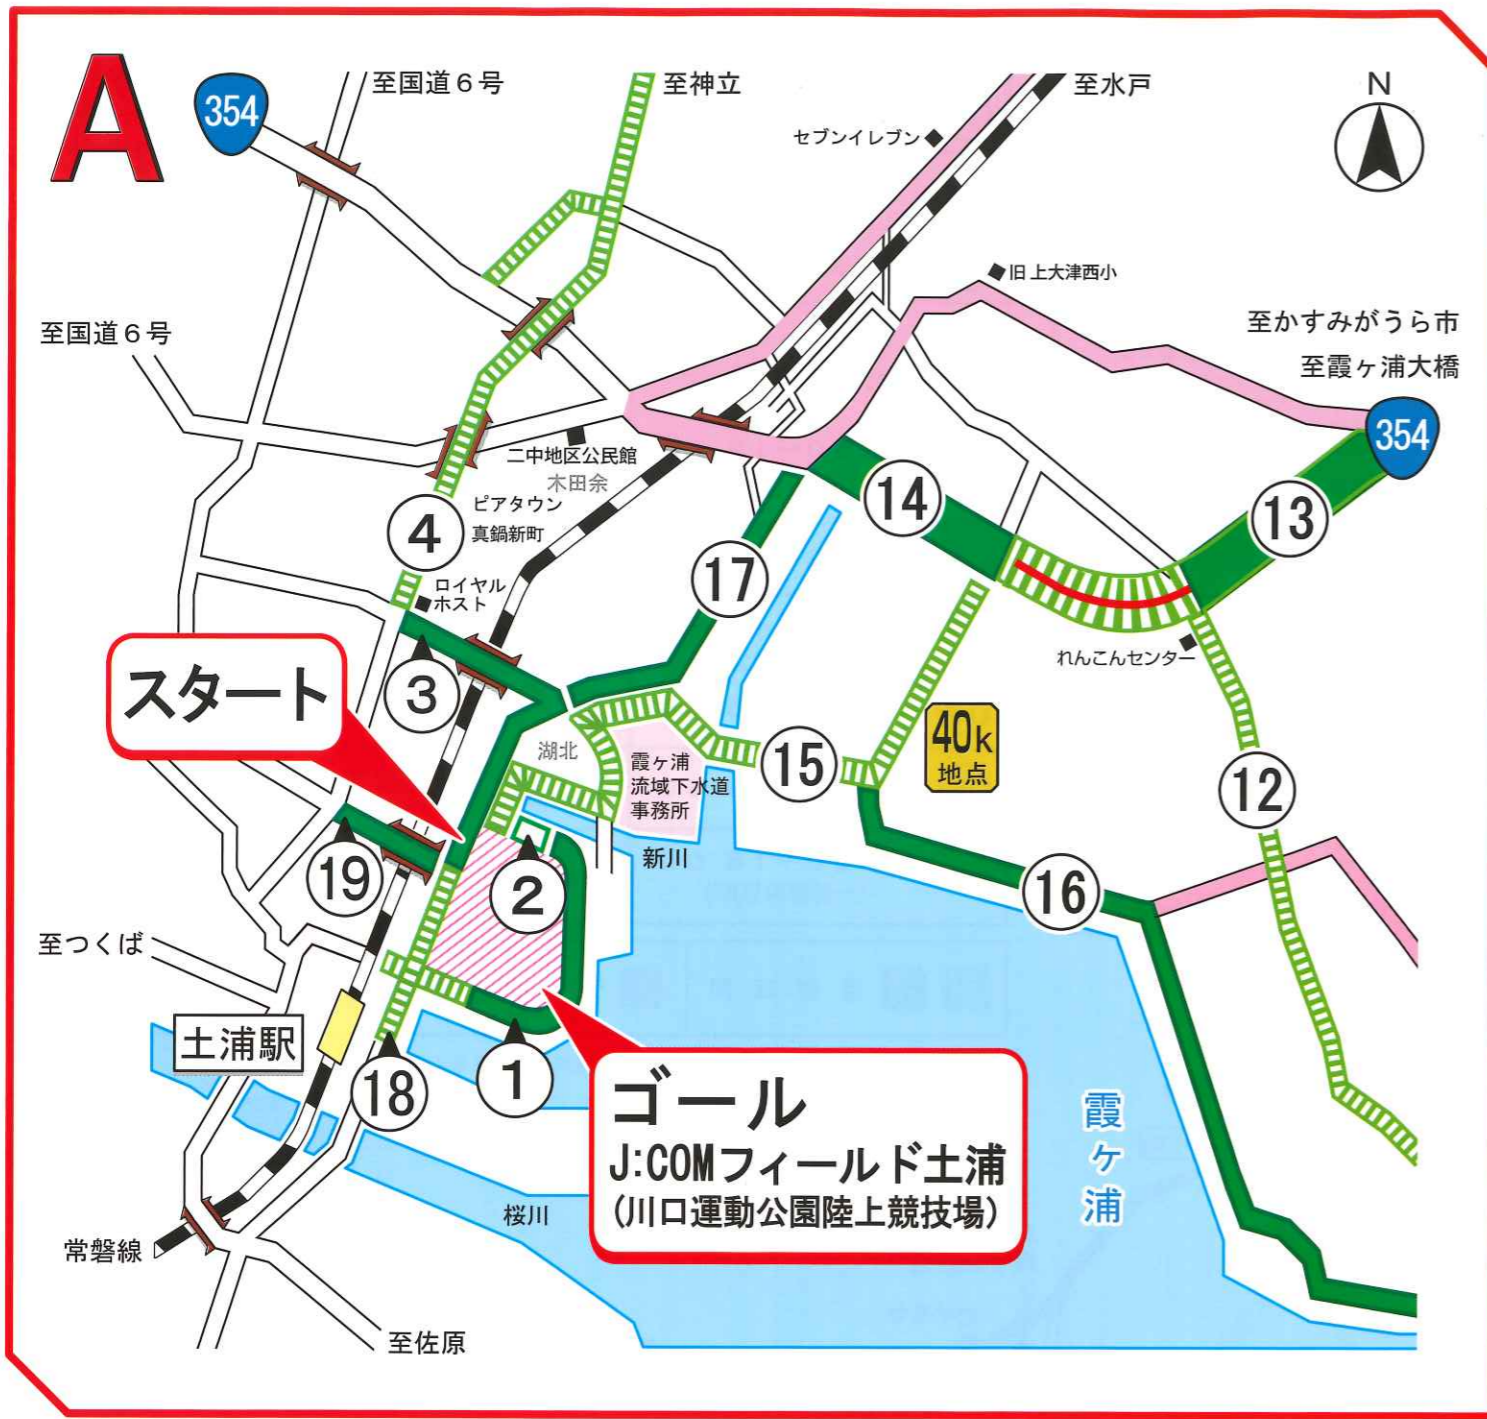 A
354
至国道６号
至神立
至水戸
N
セブンイレブン
旧 上大津西小
至かすみがうら市
至霞ヶ浦大橋
至国道６号
354
二中地区公民館
木田余
ピアタウン
真鍋新町
4
14
13
17
ロイヤル
ホスト
れんこんセンター
スタート
3
40k
地点
湖北
霞ヶ浦
流域下水道
事務所
15
12
新川
19
2
16
至つくば
土浦駅
18
1
ゴール
J:COMフィールド土浦
(川口運動公園陸上競技場)
霞ヶ浦
桜川
常磐線
至佐原